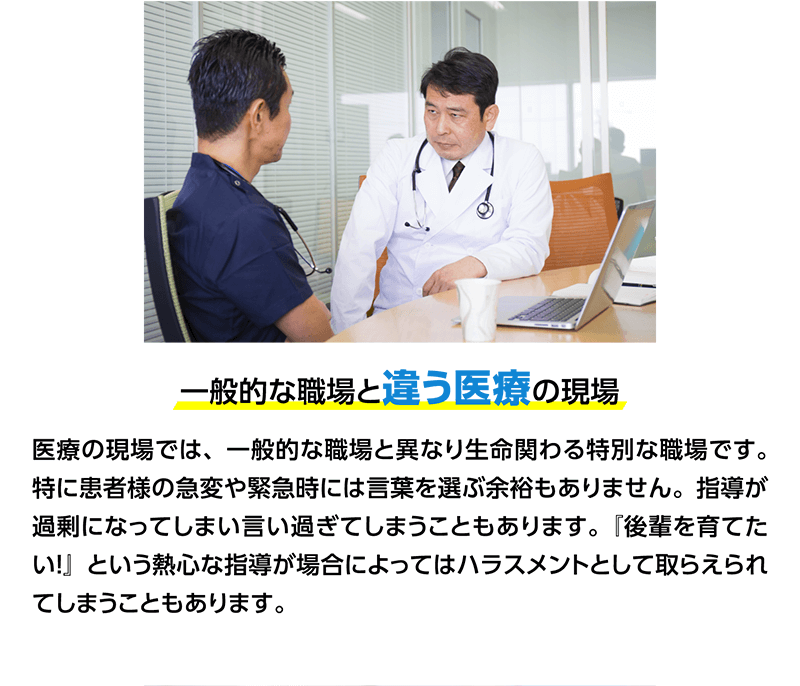 一般的な職場と違う医療の現場
医療の現場では、一般的な職場と異なり生命関わる特別な職場です。
特に患者様の急変や緊急時には言葉を選ぶ余裕もありません。指導が
過剰になってしまい言い過ぎてしまうこともあります。『後輩を育てた
い!』という熱心な指導が場合によってはハラスメントとして取らえられ
てしまうこともあります。